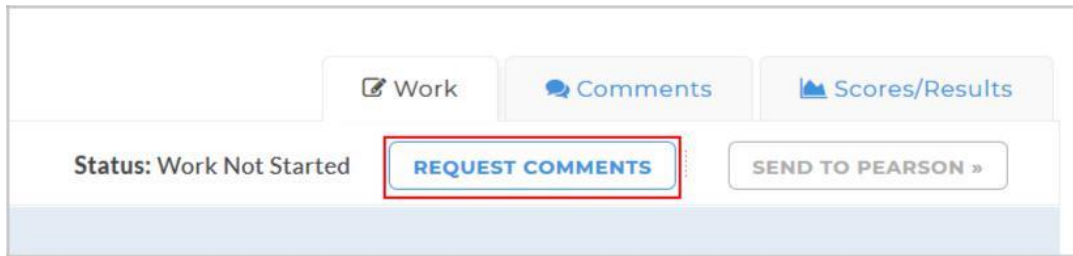 Work Comments Scores/Results
Status: Work Not Started REQUEST COMMENTS SEND TO PEARSON »